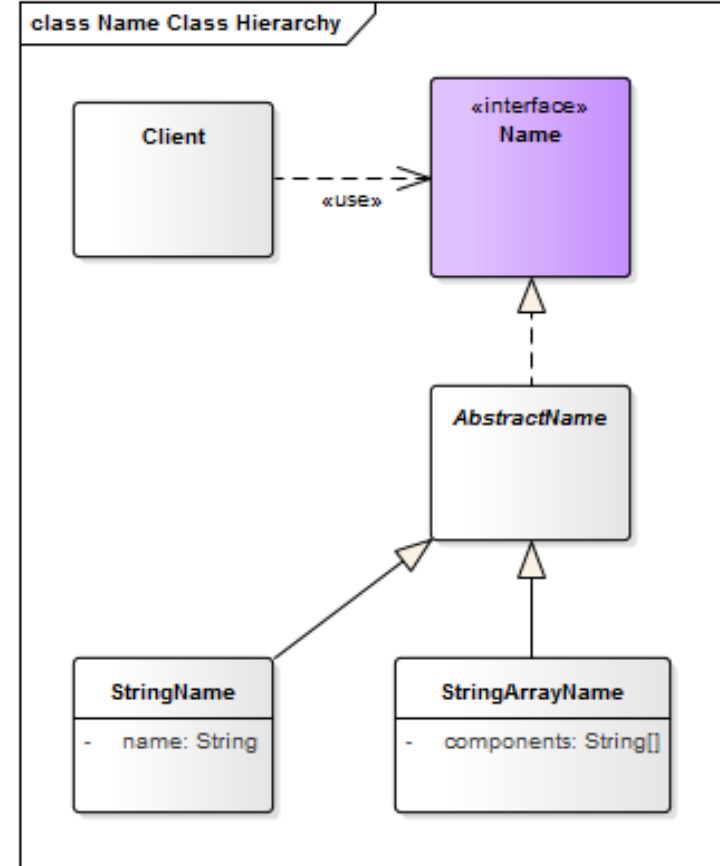 class Name Class Hierarchy
«interface»
Client
Name
«use»
AbstractName
StringName
StringArrayName
- name: String
- components: String[]